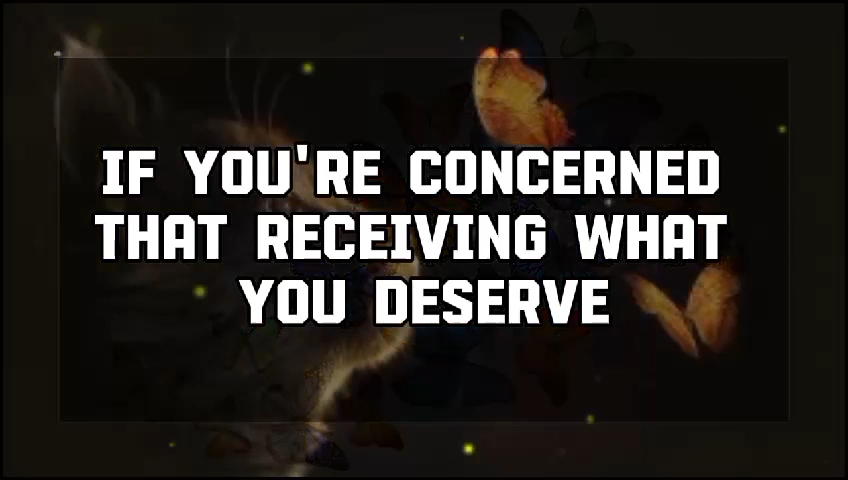 IF YOU'RE CONCERNED
THAT RECEIVING WHAT
YOU DESERVE